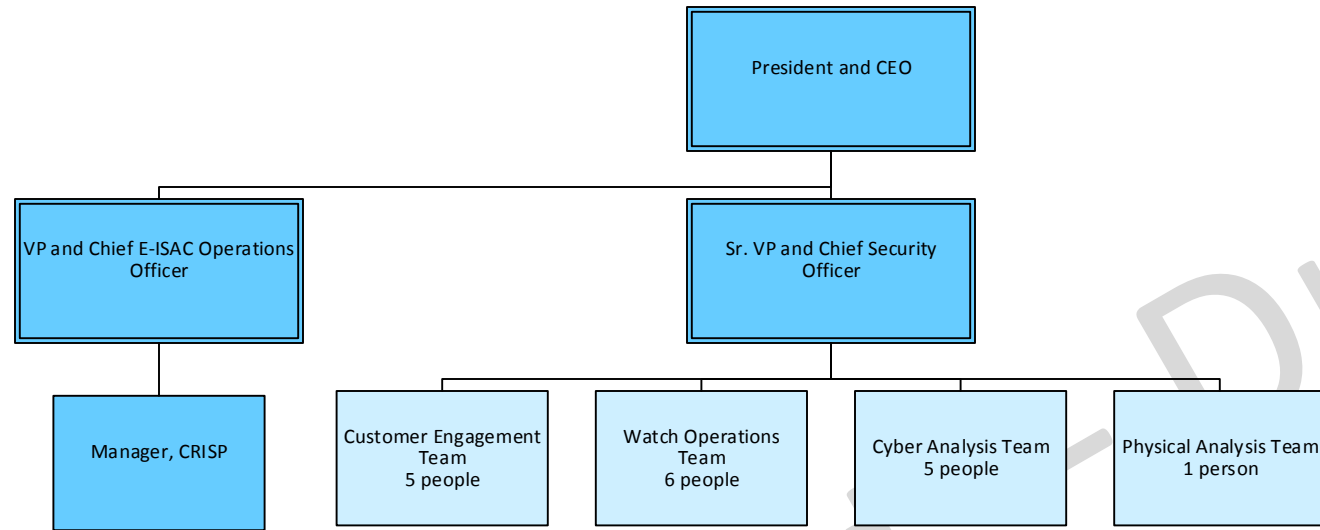 President and CEO
VP and Chief E-ISAC Operations
Officer
Sr. VP and Chief Security
Officer
Manager, CRISP
Customer Engagement
Team
5 people
Watch Operations
Team
6 people
Cyber Analysis Team
5 people
Physical Analysis Team
1 person